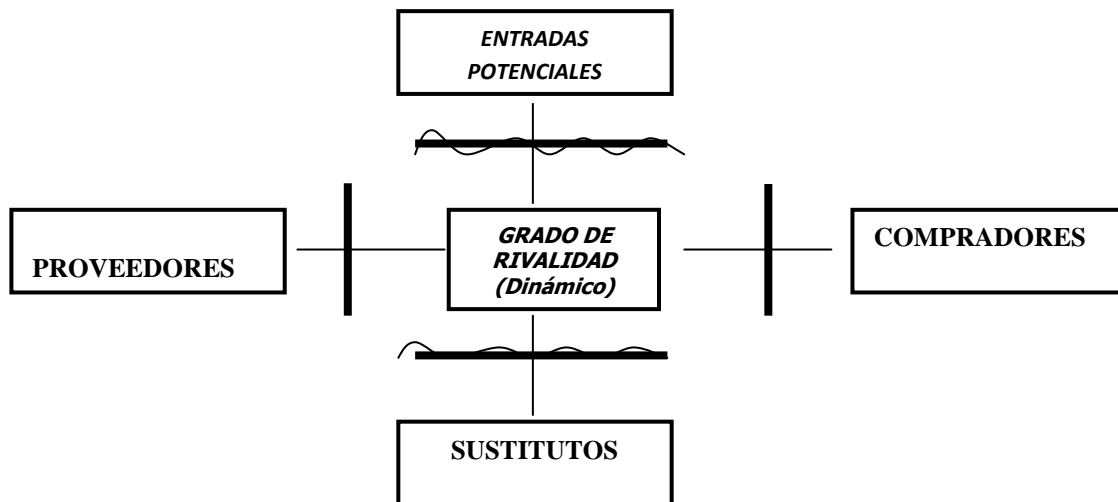 ENTRADAS
POTENCIALES
PROVEEDORES
GRADO DE
RIVALIDAD
(Dinámico)
COMPRADORES
SUSTITUTOS